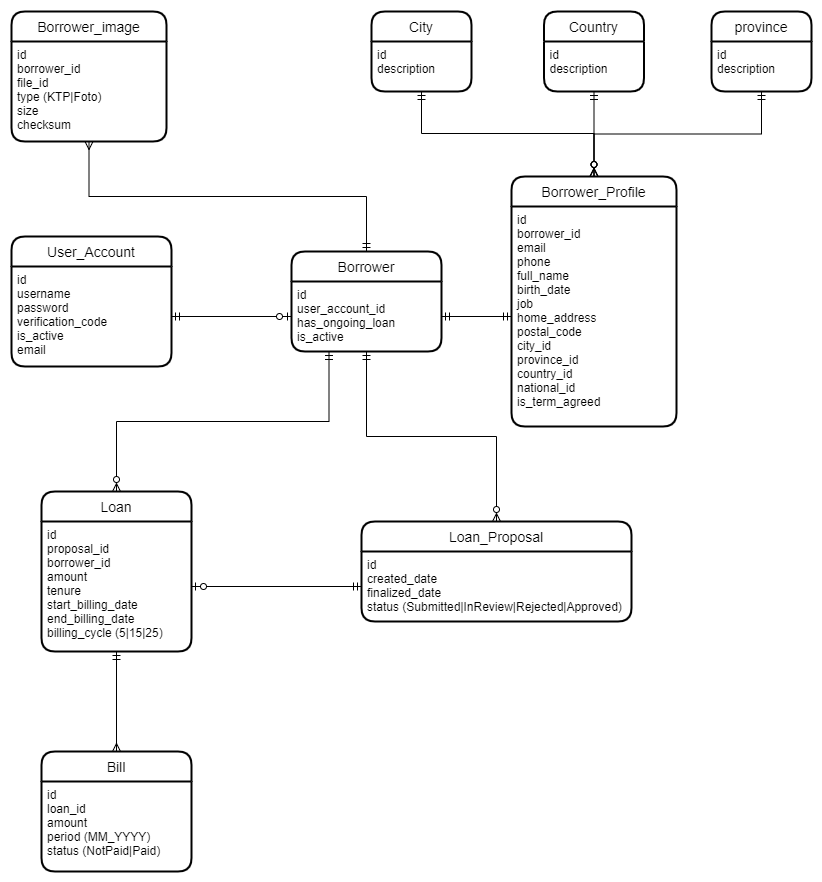 Borrower_image
id
borrower_id
file_id
type (KTP|Foto)
size
checksum
City
id
description
Country
id
description
province
id
description
User_Account
id
username
password
verification_code
is_active
email
Borrower
id
user_account_id
has_ongoing_loan
is_active
Borrower_Profile
id
borrower_id
email
phone
full_name
birth_date
job
home_address
postal_code
city_id
province_id
country_id
national_id
is_term_agreed
Loan
id
proposal_id
borrower_id
amount
tenure
start_billing_date
end_billing_date
billing_cycle (5|15|25)
Loan_Proposal
id
created_date
finalized_date
status (Submitted|InReview|Rejected|Approved)
Bill
id
loan_id
amount
period (MM_YYYY)
status (NotPaid|Paid)